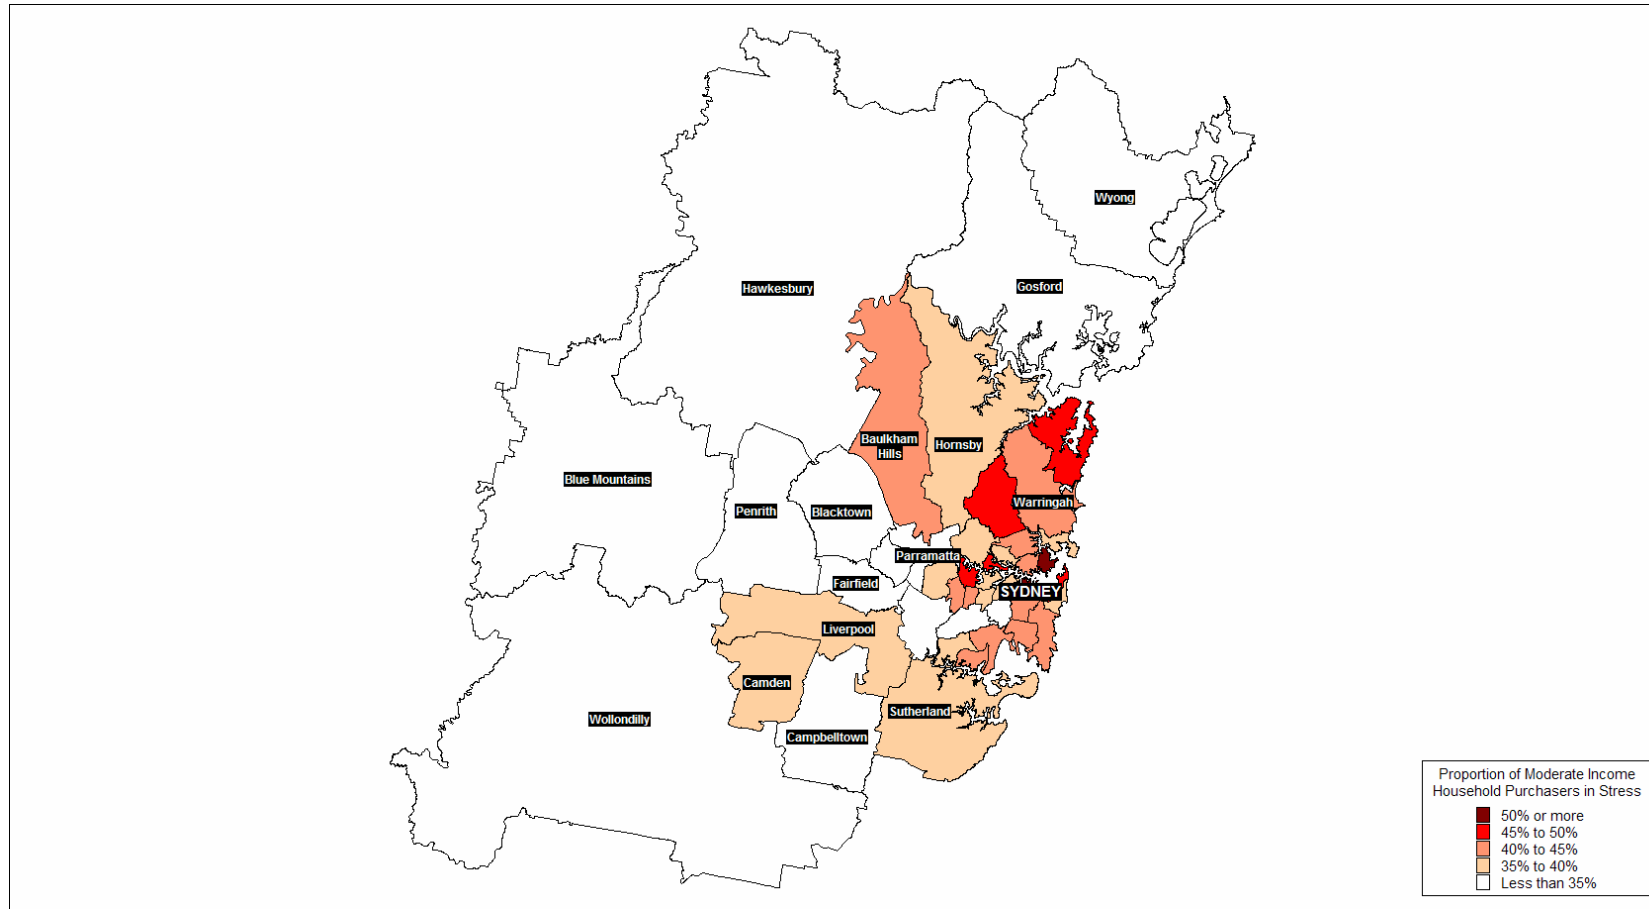 Wyong
Gosford
Hawkesbury
Baulkham
Hills
Hornsby
Blue Mountains
Penrith
Blacktown
Warringah
Parramatta
Fairfield
SYDNEY
Liverpool
Camden
Sutherland
Wollondilly
Campbelltown
Proportion of Moderate Income
Household Purchasers in Stress
50% or more
45% to 50%
40% to 45%
35% to 40%
Less than 35%